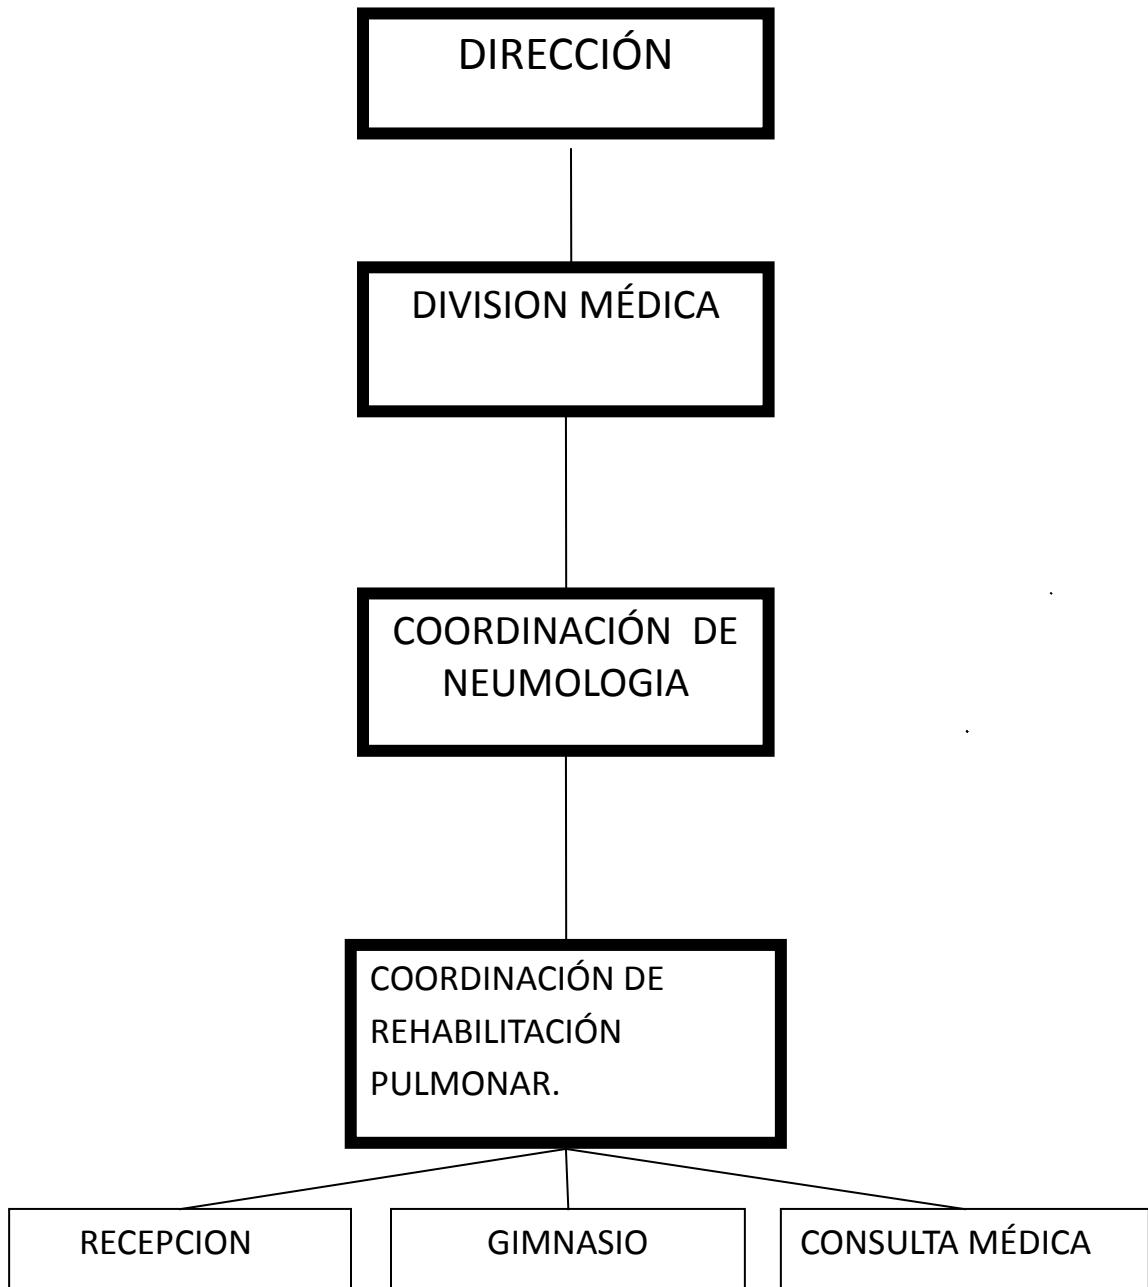 DIRECCIÓN
DIVISION MÉDICA
COORDINACIÓN DE
NEUMOLOGIA
COORDINACIÓN DE
REHABILITACIÓN
PULMONAR.
RECEPCION
GIMNASIO
CONSULTA MÉDICA